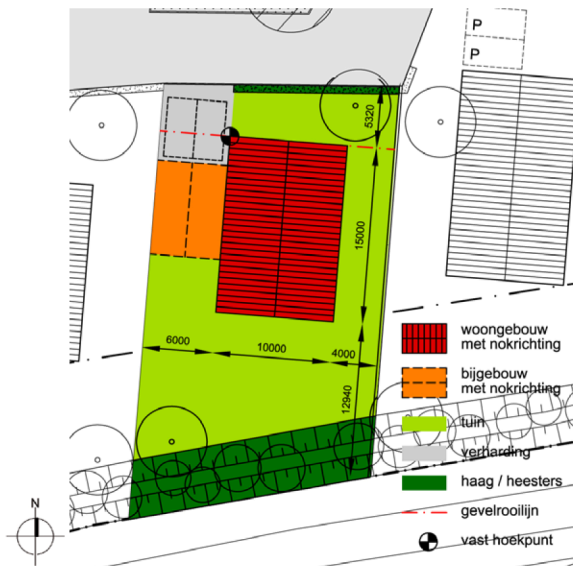 P
P
5320
15000
6000
10000
4000
12940
woongebouw
met nokrichting
bijgebouw
met nokrichting
tuin
verharding
haag / heesters
gevelrooilijn
vast hoekpunt
N